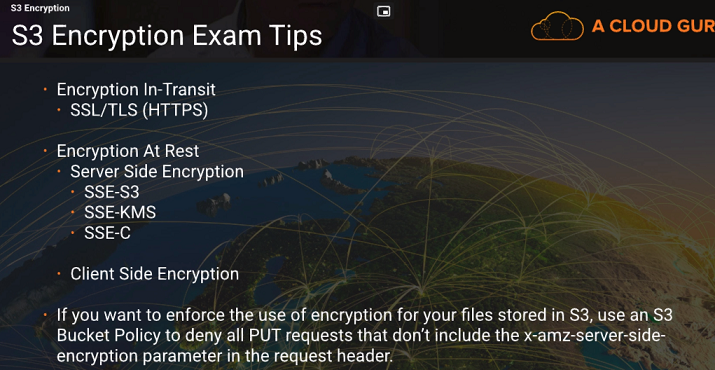 S3 Encryption
S3 Encryption Exam Tips
A CLOUD GUR
• Encryption In-Transit
• SSL/TLS (HTTPS)
• Encryption At Rest
• Server Side Encryption
• SSE-S3
• SSE-KMS
• SSE-C
• Client Side Encryption
• If you want to enforce the use of encryption for your files stored in S3, use an S3
Bucket Policy to deny all PUT requests that don't include the x-amz-server-side-
encryption parameter in the request header.